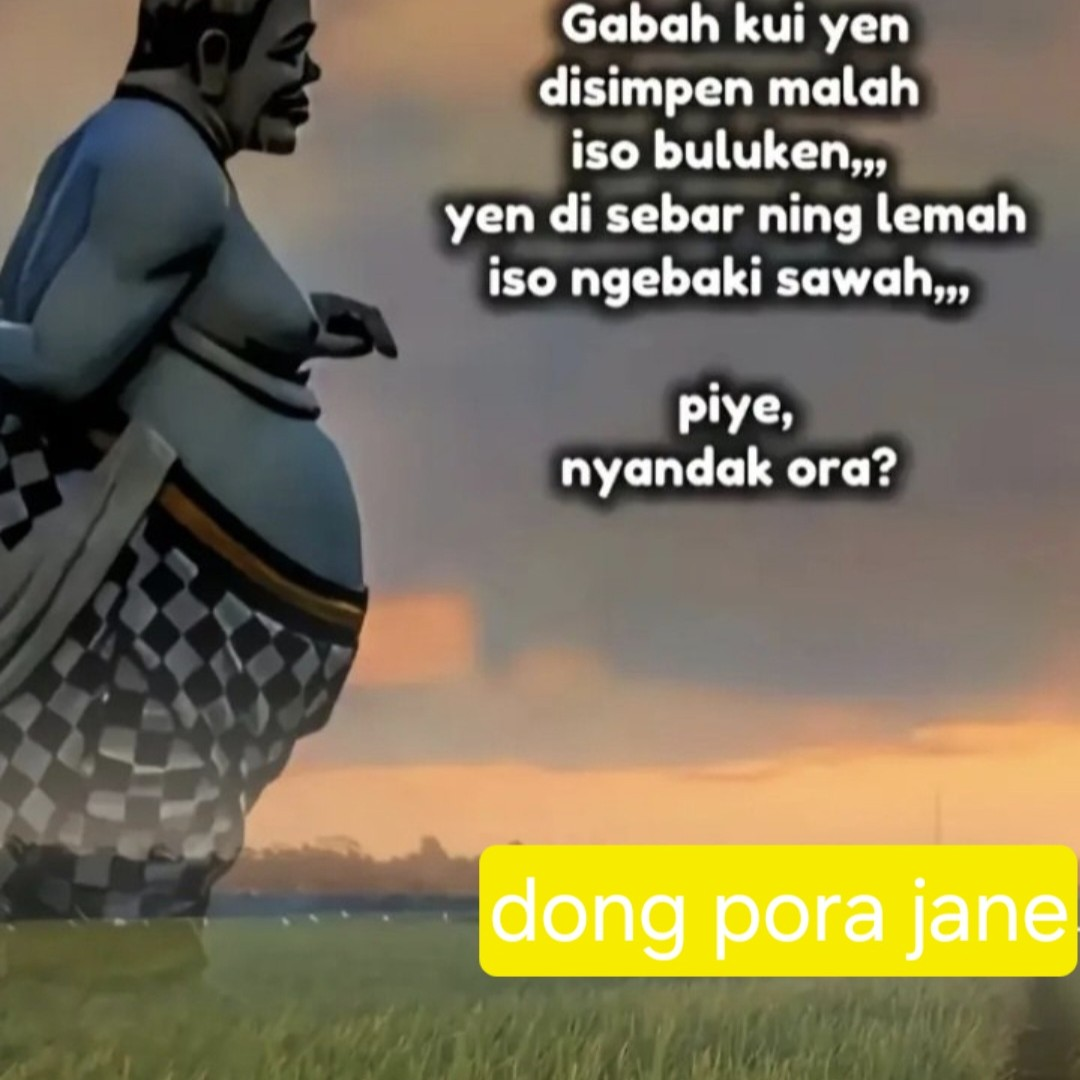 Gabah kui yen
disimpen malah
iso buluken,,,
yen di sebar ning lemah
iso ngebaki sawah,,,
piye,
nyandak ora?
dong pora jane